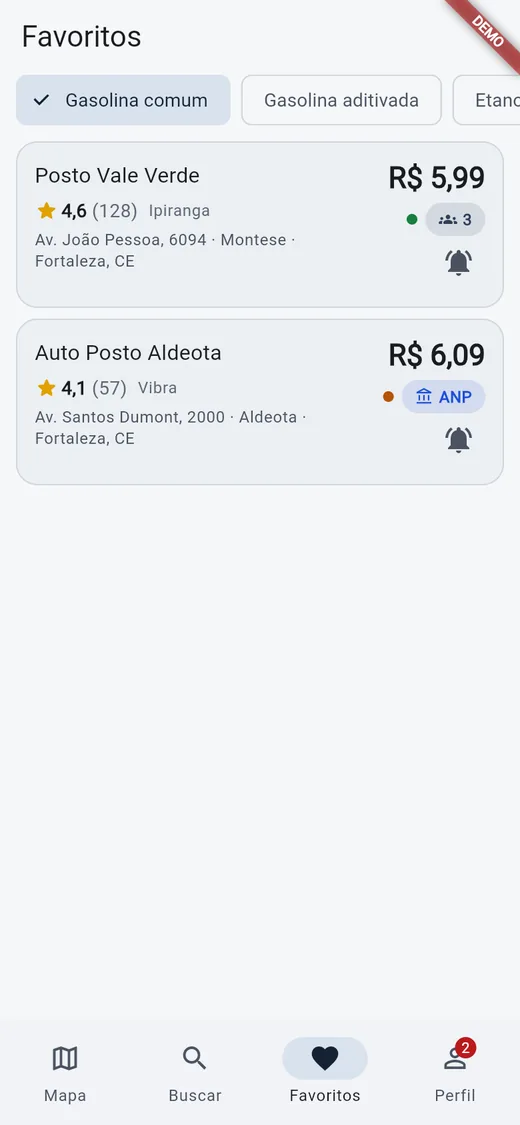 Favoritos
DEMO
Gasolina comum
Gasolina aditivada
Etano
Posto Vale Verde
R$ 5,99
4,6 (128) Ipiranga
3
Av. João Pessoa, 6094 · Montese ·
Fortaleza, CE
Auto Posto Aldeota
R$ 6,09
4,1 (57) Vibra
ANP
Av. Santos Dumont, 2000 · Aldeota ·
Fortaleza, CE
2
Mapa
Buscar
Favoritos
Perfil